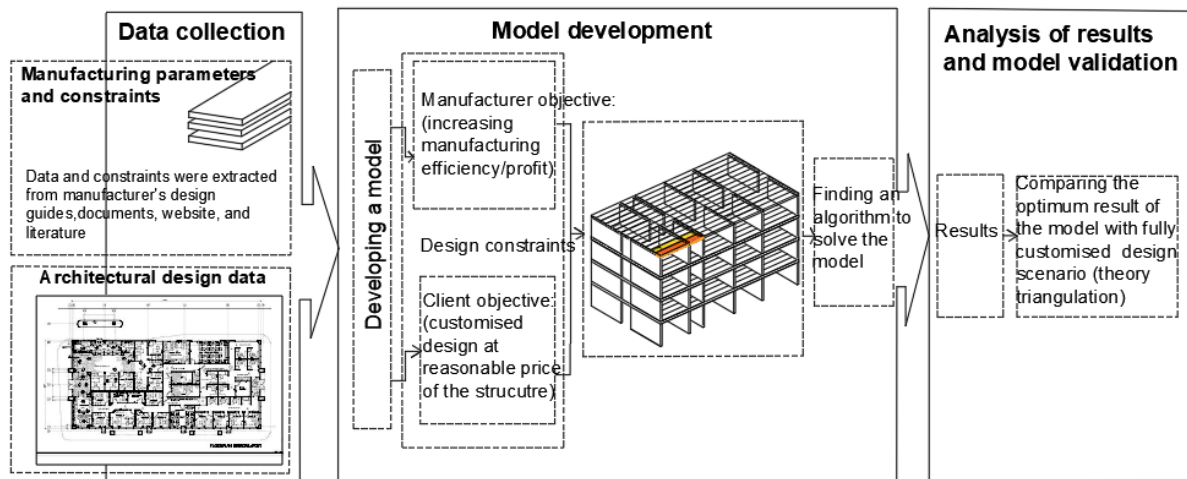 Data collection
Manufacturing parameters
and constraints
Data and constraints were extracted
from manufacturer's design
guides,documents, website, and
literature
Architectural design data
Model development
Developing a model
Manufacturer objective:
(increasing
manufacturing
efficiency/profit)
Design constraints
Client objective:
(customised
design at
reasonable price
of the strucutre)
Finding an
algorithm to
solve the
model
Analysis of results
and model validation
Results
Comparing the
optimum result of
the model with fully
customised design
scenario (theory
triangulation)